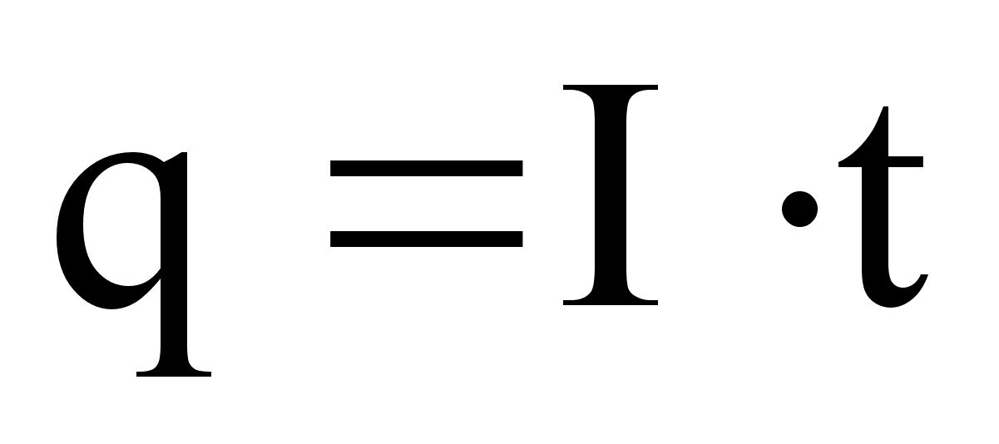 q = I · t